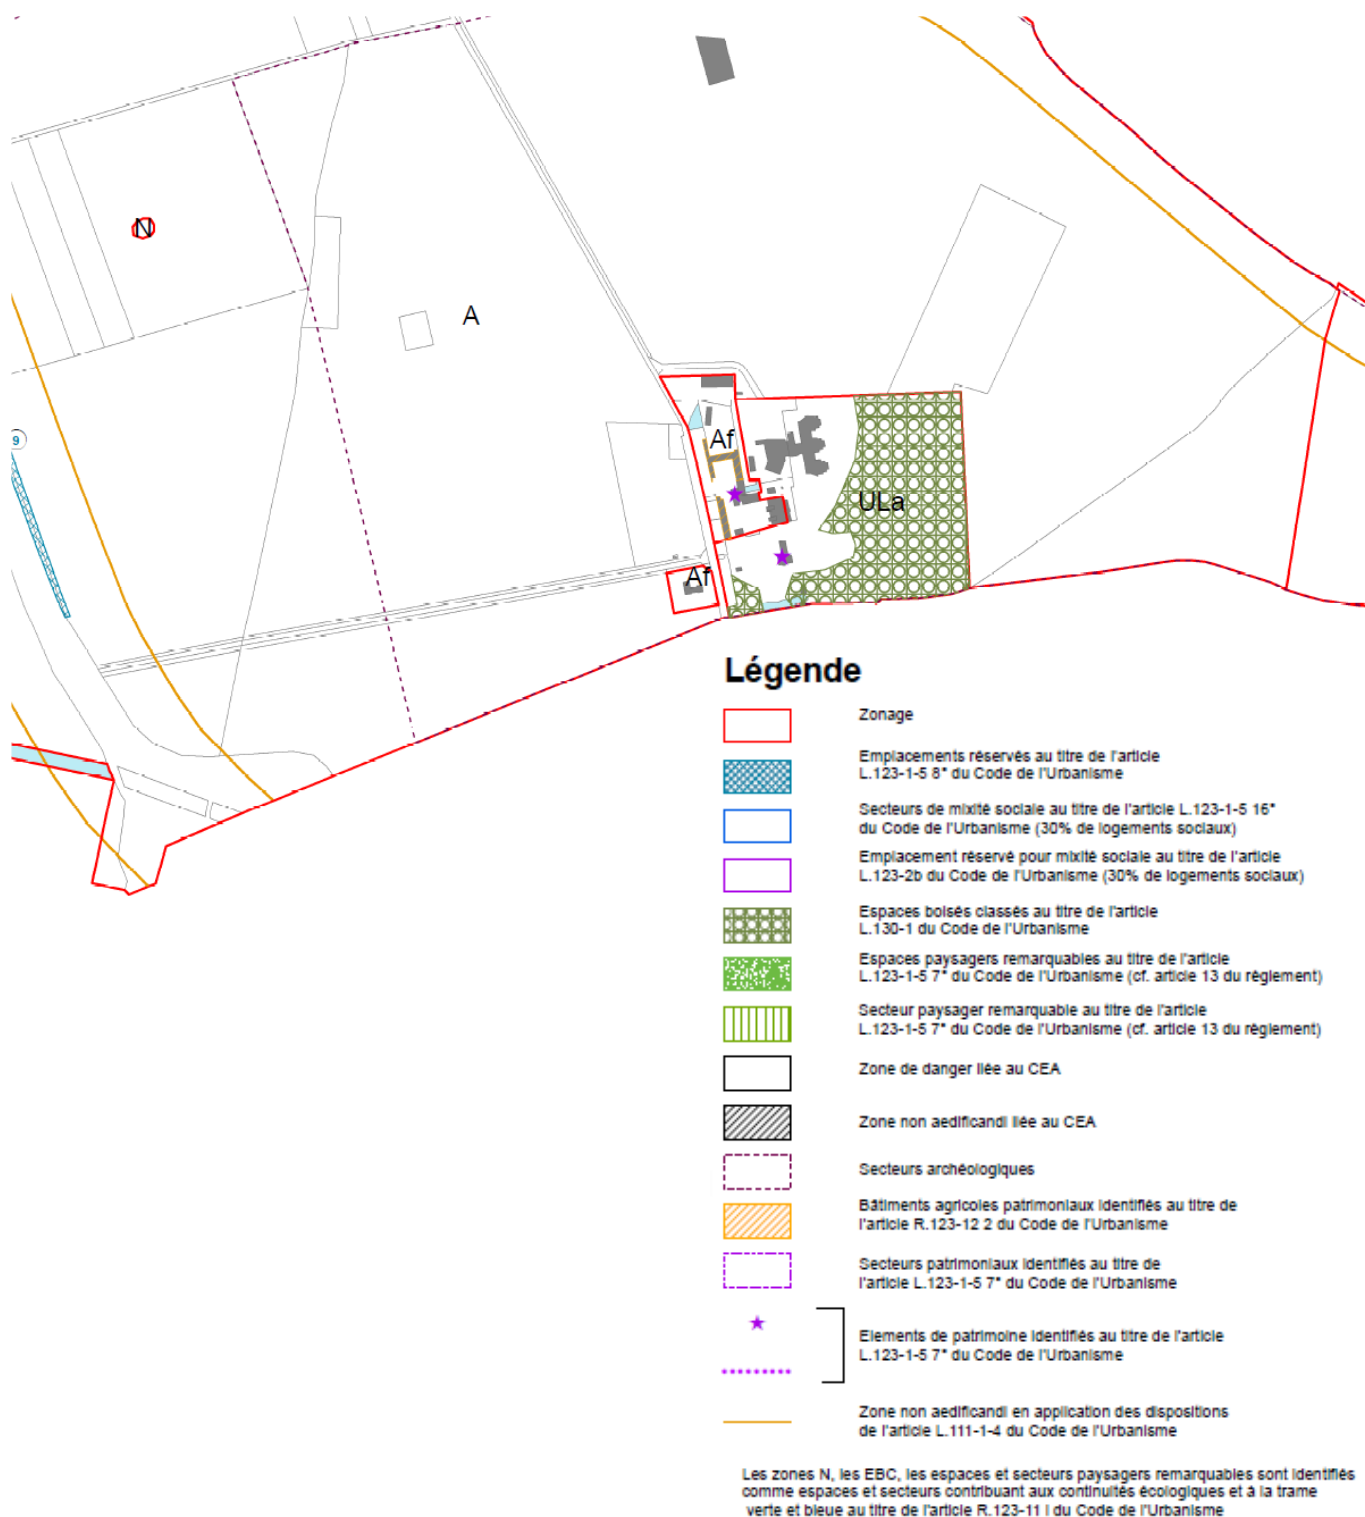 N
A
9
Af
ULa
Af
Légende
Zonage
Emplacements réservés au titre de l'article
L.123-1-5 8° du Code de l'Urbanisme
Secteurs de mixité sociale au titre de l'article L.123-1-5 16°
du Code de l'Urbanisme (30% de logements sociaux)
Emplacement réservé pour mixité sociale au titre de l'article
L.123-2b du Code de l'Urbanisme (30% de logements sociaux)
Espaces boisés classés au titre de l'article
L.130-1 du Code de l'Urbanisme
Espaces paysagers remarquables au titre de l'article
L.123-1-5 7° du Code de l'Urbanisme (cf. article 13 du règlement)
Secteur paysager remarquable au titre de l'article
L.123-1-5 7° du Code de l'Urbanisme (cf. article 13 du règlement)
Zone de danger liée au CEA
Zone non aedificandi liée au CEA
Secteurs archéologiques
Bâtiments agricoles patrimoniaux identifiés au titre de
l'article R.123-12 2 du Code de l'Urbanisme
Secteurs patrimoniaux identifiés au titre de
l'article L.123-1-5 7° du Code de l'Urbanisme
Elements de patrimoine identifiés au titre de l'article
L.123-1-5 7° du Code de l'Urbanisme
Zone non aedificandi en application des dispositions
de l'article L.111-1-4 du Code de l'Urbanisme
Les zones N, les EBC, les espaces et secteurs paysagers remarquables sont identifiés
comme espaces et secteurs contribuant aux continuités écologiques et à la trame
verte et bleue au titre de l'article R.123-11 i du Code de l'Urbanisme